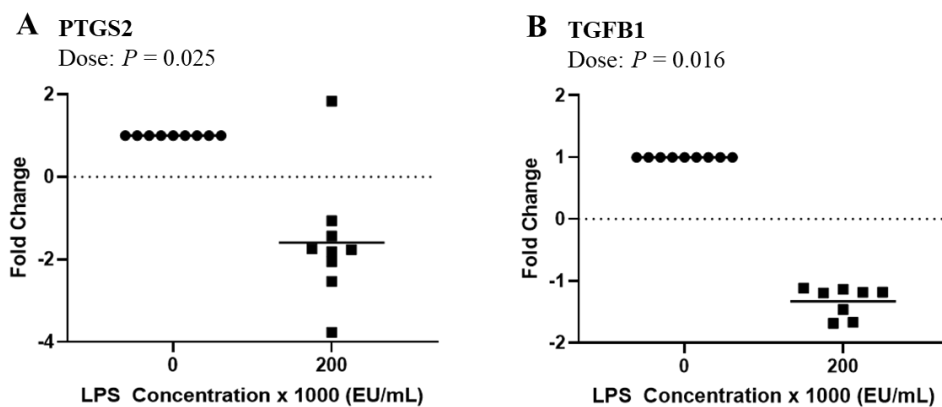 A PTGS2
Dose: P = 0.025
2
0
-2
-4
Fold Change
0
200
LPS Concentration x 1000 (EU/mL)
B TGFB1
Dose: P = 0.016
2
1
0
-1
-2
Fold Change
0
200
LPS Concentration x 1000 (EU/mL)